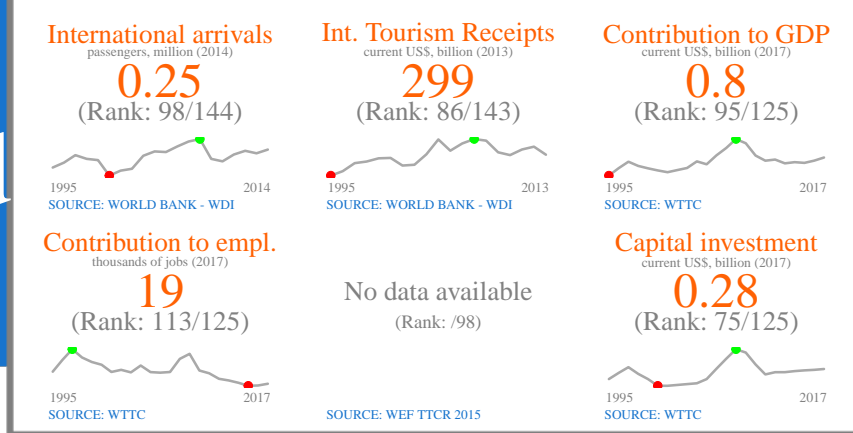 International arrivals
passengers, million (2014)
0.25
(Rank: 98/144)
1995 2014
SOURCE: WORLD BANK - WDI
Int. Tourism Receipts
current US$, billion (2013)
299
(Rank: 86/143)
1995 2013
SOURCE: WORLD BANK - WDI
Contribution to GDP
current US$, billion (2017)
0.8
(Rank: 95/125)
1995 2017
SOURCE: WTTC
Contribution to empl.
thousands of jobs (2017)
19
(Rank: 113/125)
1995 2017
SOURCE: WTTC
No data available
(Rank: /98)
SOURCE: WEF TTCR 2015
Capital investment
current US$, billion (2017)
0.28
(Rank: 75/125)
1995 2017
SOURCE: WTTC